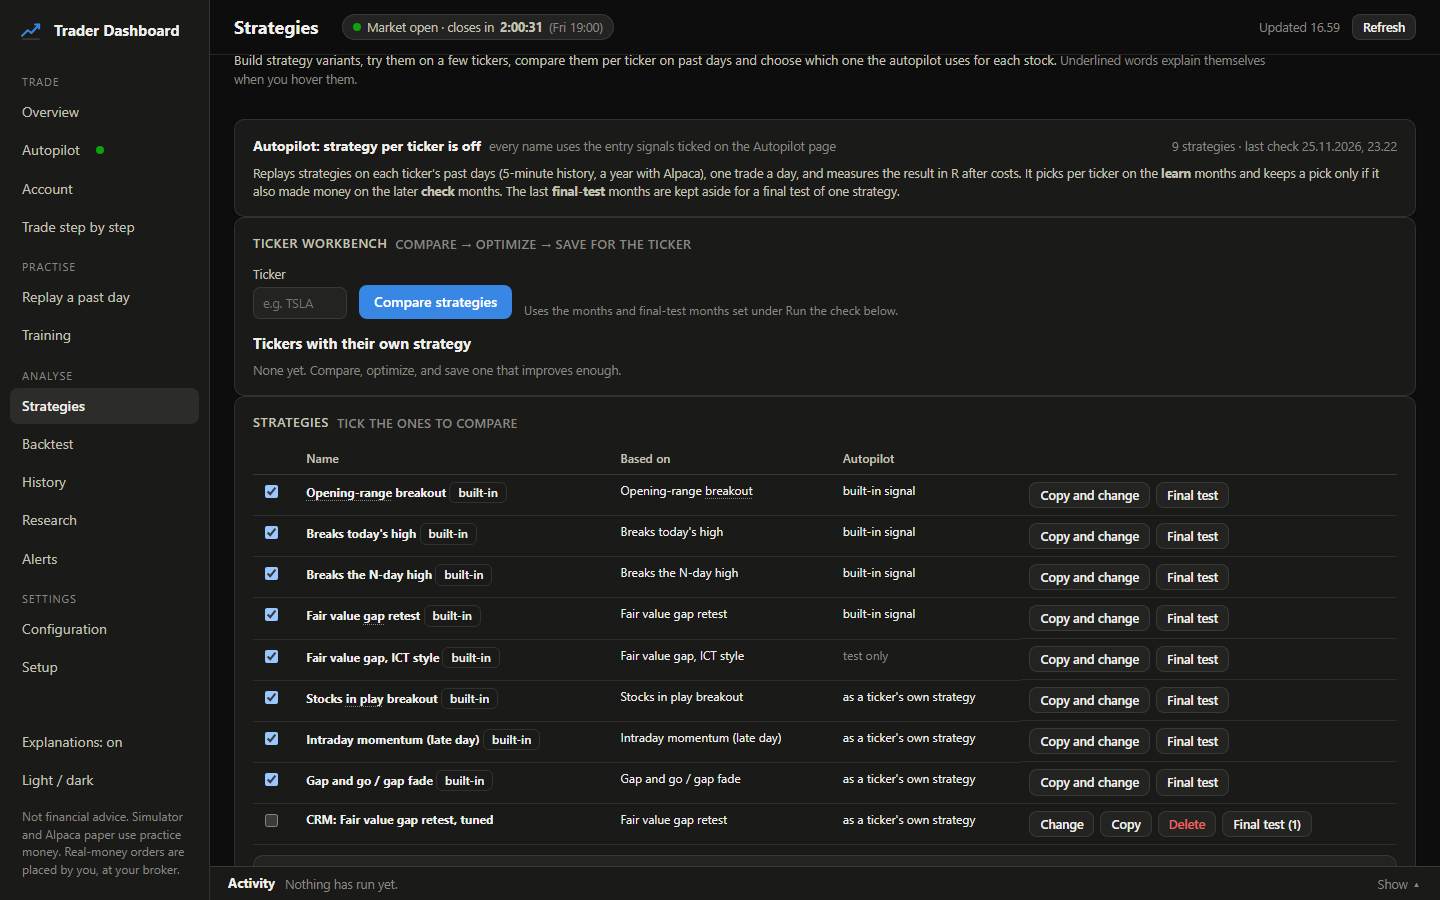 Trader Dashboard
TRADE
Overview
Autopilot
Account
Trade step by step
PRACTISE
Replay a past day
Training
ANALYSE
Strategies
Backtest
History
Research
Alerts
SETTINGS
Configuration
Setup
Explanations: on
Light / dark
Not financial advice. Simulator
and Alpaca paper use practice
money. Real-money orders are
placed by you, at your broker.
Strategies
Market open · closes in 2:00:31 (Fri 19:00)
Updated 16.59
Refresh
Build strategy variants, try them on a few tickers, compare them per ticker on past days and choose which one the autopilot uses for each stock. Underlined words explain themselves
when you hover them.
Autopilot: strategy per ticker is off every name uses the entry signals ticked on the Autopilot page
9 strategies · last check 25.11.2026, 23.22
Replays strategies on each ticker's past days (5-minute history, a year with Alpaca), one trade a day, and measures the result in R after costs. It picks per ticker on the learn months and keeps a pick only if it
also made money on the later check months. The last final-test months are kept aside for a final test of one strategy.
TICKER WORKBENCH COMPARE → OPTIMIZE → SAVE FOR THE TICKER
Ticker
e.g. TSLA
Compare strategies
Uses the months and final-test months set under Run the check below.
Tickers with their own strategy
None yet. Compare, optimize, and save one that improves enough.
STRATEGIES TICK THE ONES TO COMPARE
Name Based on Autopilot
Opening-range breakout built-in Opening-range breakout built-in signal Copy and change Final test
Breaks today's high built-in Breaks today's high built-in signal Copy and change Final test
Breaks the N-day high built-in Breaks the N-day high built-in signal Copy and change Final test
Fair value gap retest built-in Fair value gap retest built-in signal Copy and change Final test
Fair value gap, ICT style built-in Fair value gap, ICT style test only Copy and change Final test
Stocks in play breakout built-in Stocks in play breakout as a ticker's own strategy Copy and change Final test
Intraday momentum (late day) built-in Intraday momentum (late day) as a ticker's own strategy Copy and change Final test
Gap and go / gap fade built-in Gap and go / gap fade as a ticker's own strategy Copy and change Final test
CRM: Fair value gap retest, tuned Fair value gap retest as a ticker's own strategy Change Copy Delete Final test (1)
Activity Nothing has run yet.
Show ▲